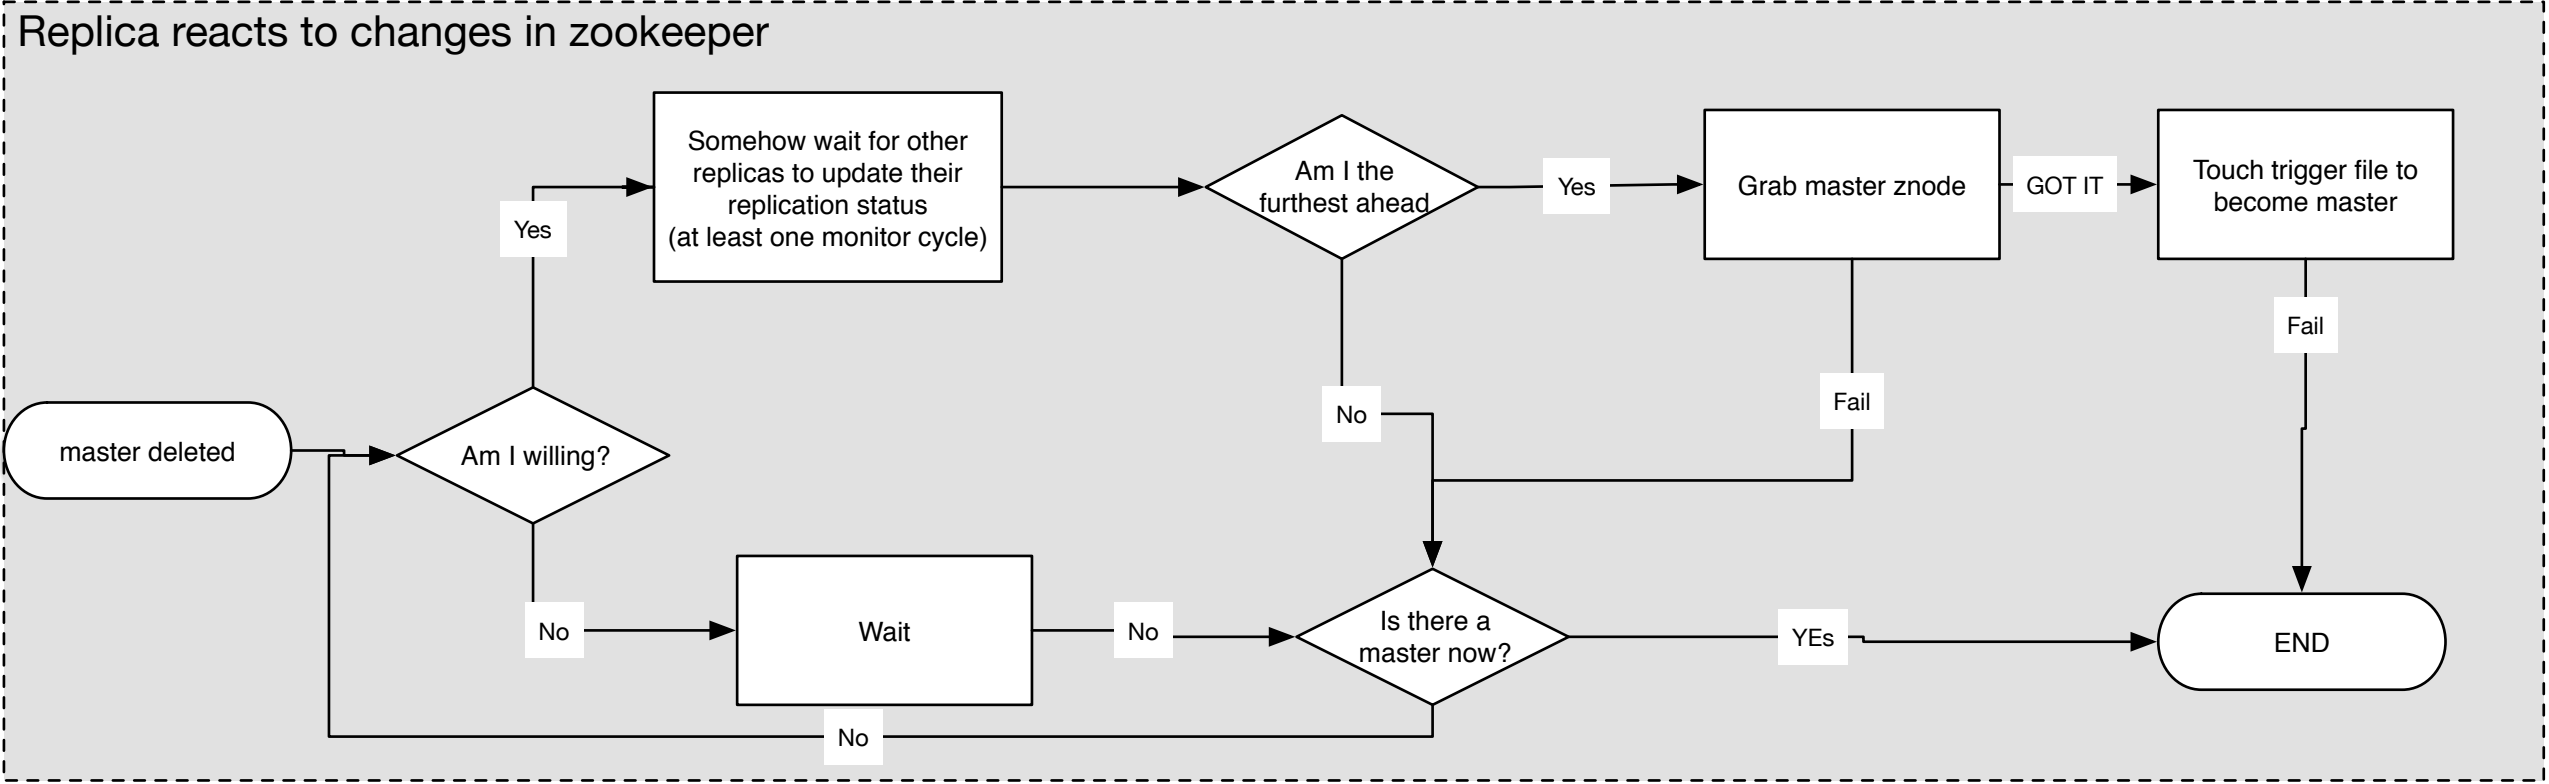 Replica reacts to changes in zookeeper
Somehow wait for other
replicas to update their
replication status
(at least one monitor cycle)
Am I the
furthest ahead
Yes
Grab master znode
GOT IT
Touch trigger file to
become master
Yes
Fail
No
Fail
master deleted
Am I willing?
No
Wait
No
Is there a
master now?
YEs
END
No